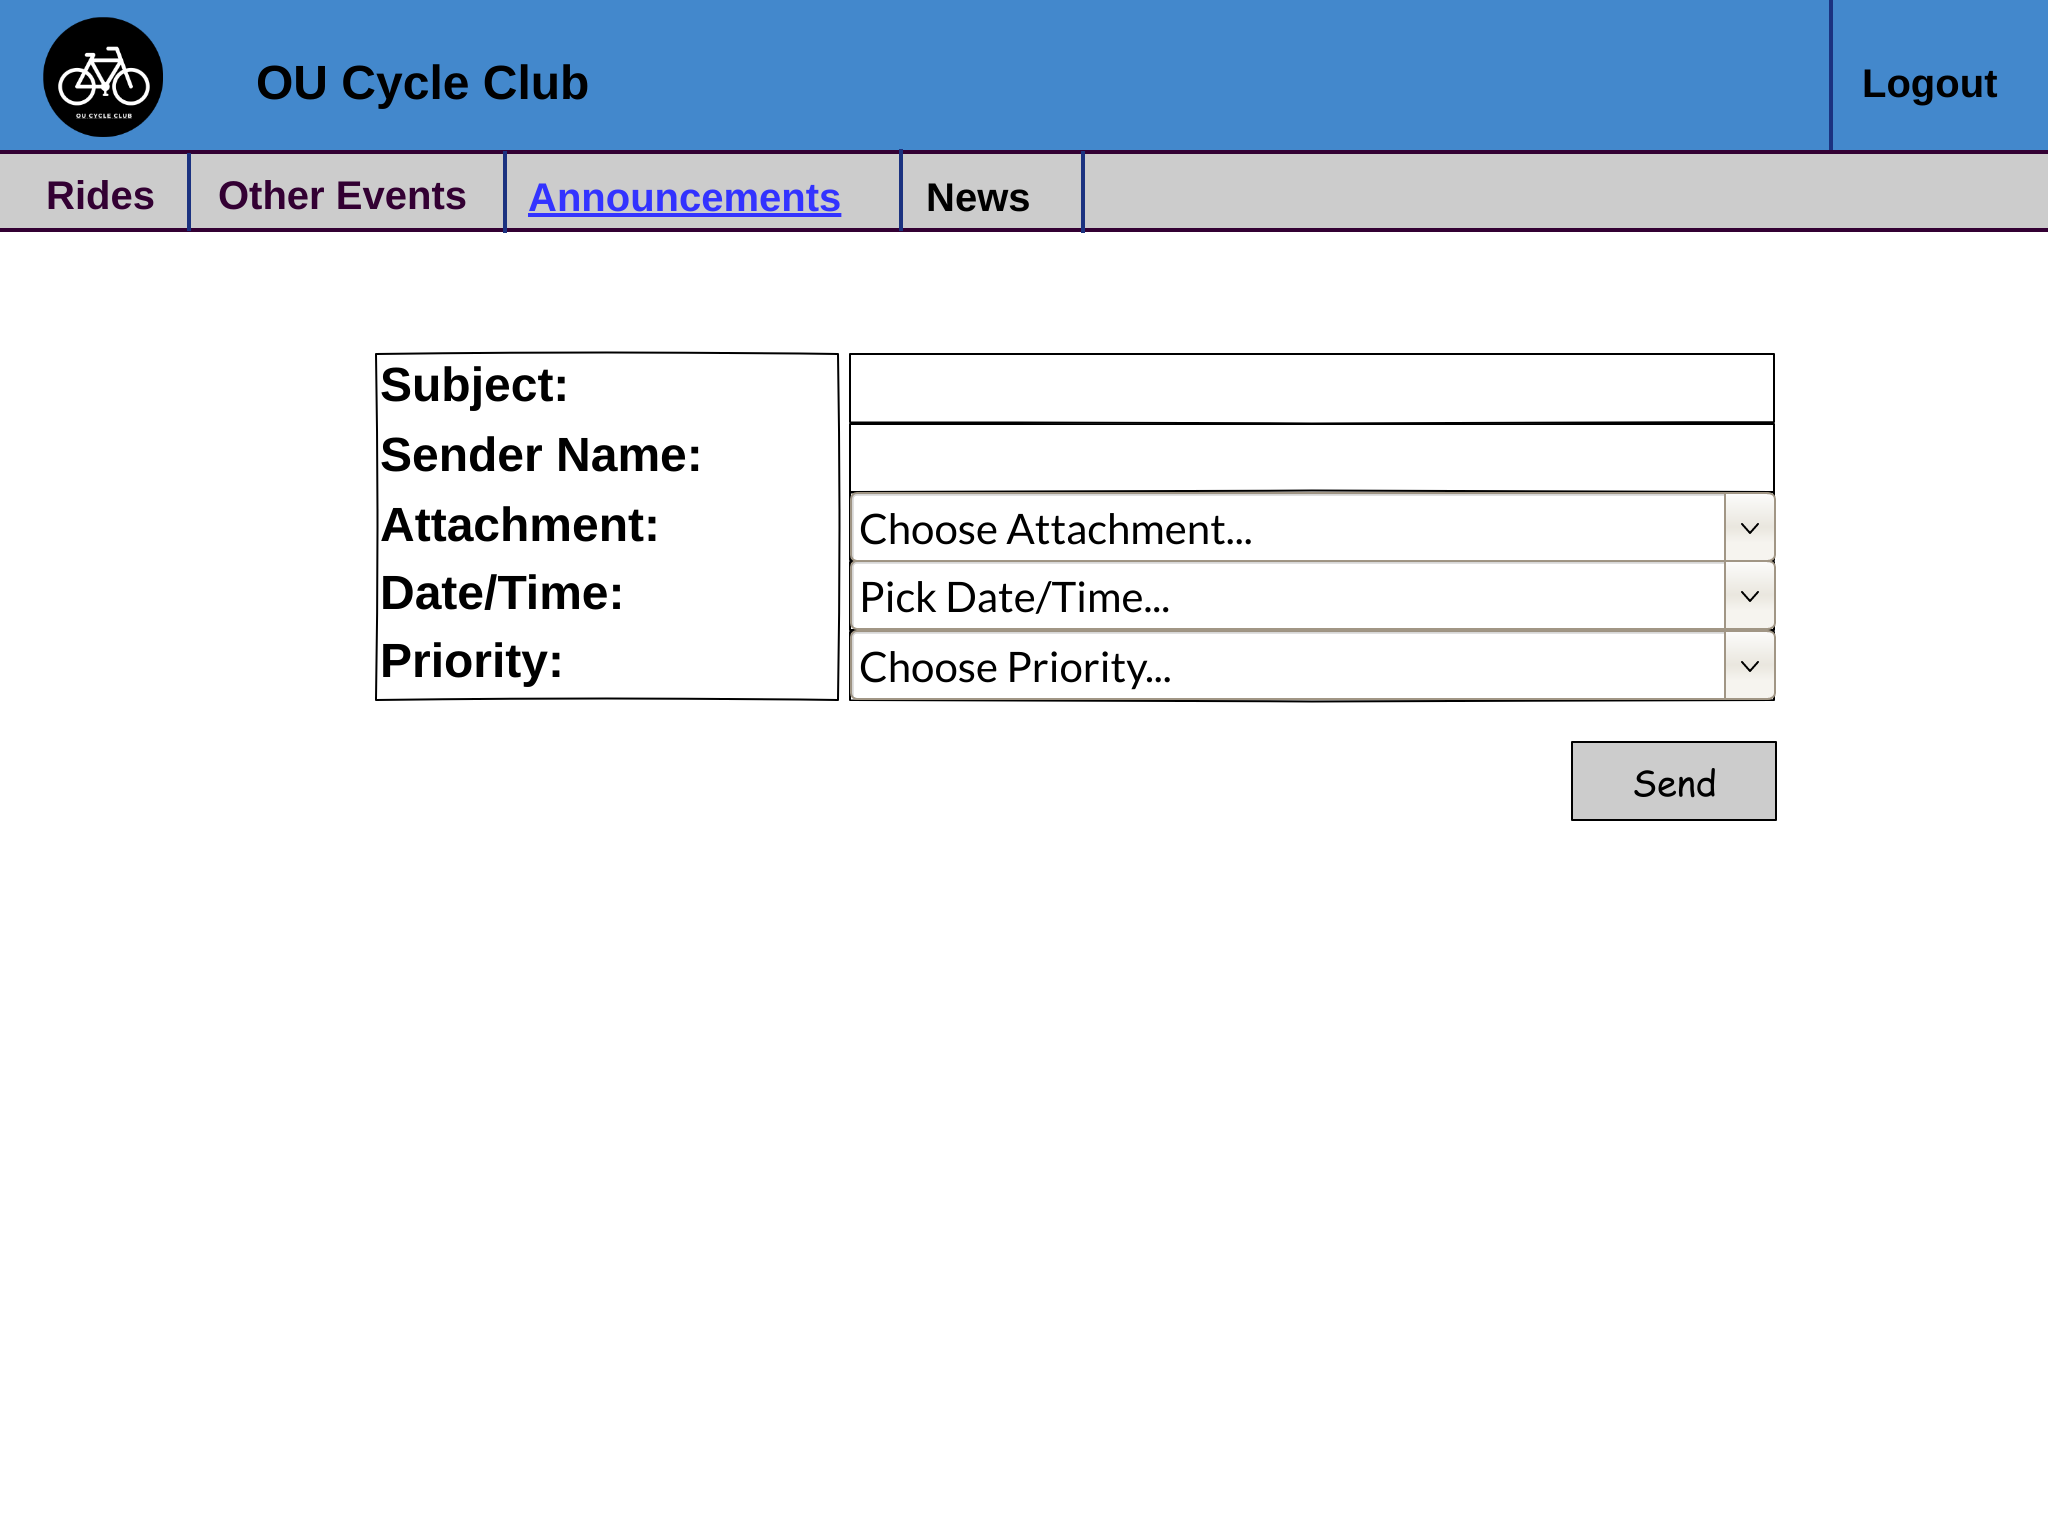 OU CYCLE CLUB
OU Cycle Club
Logout
Rides
Other Events
Announcements
News
Subject:
Sender Name:
Attachment: Choose Attachment...
Date/Time: Pick Date/Time...
Priority: Choose Priority...
Send